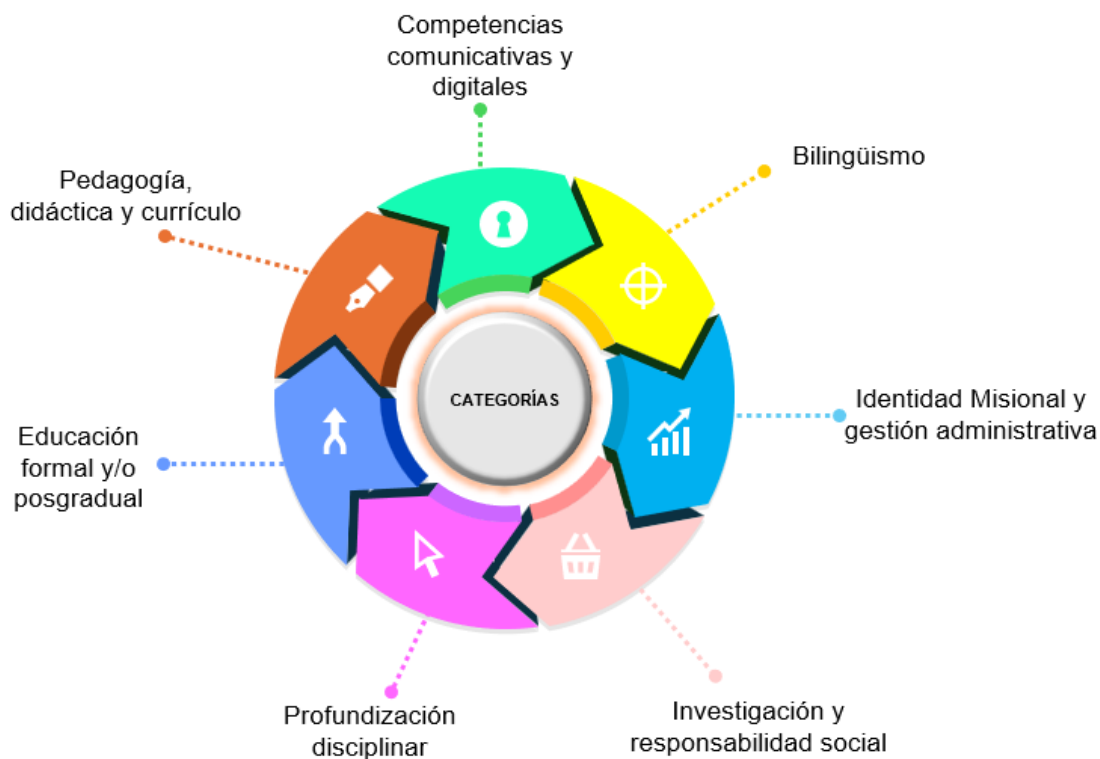 Competencias
comunicativas y
digitales
Bilingüismo
Pedagogía,
didáctica y currículo
CATEGORÍAS
Identidad Misional y
gestión administrativa
Educación
formal y/o
posgradual
Profundización
disciplinar
Investigación y
responsabilidad social